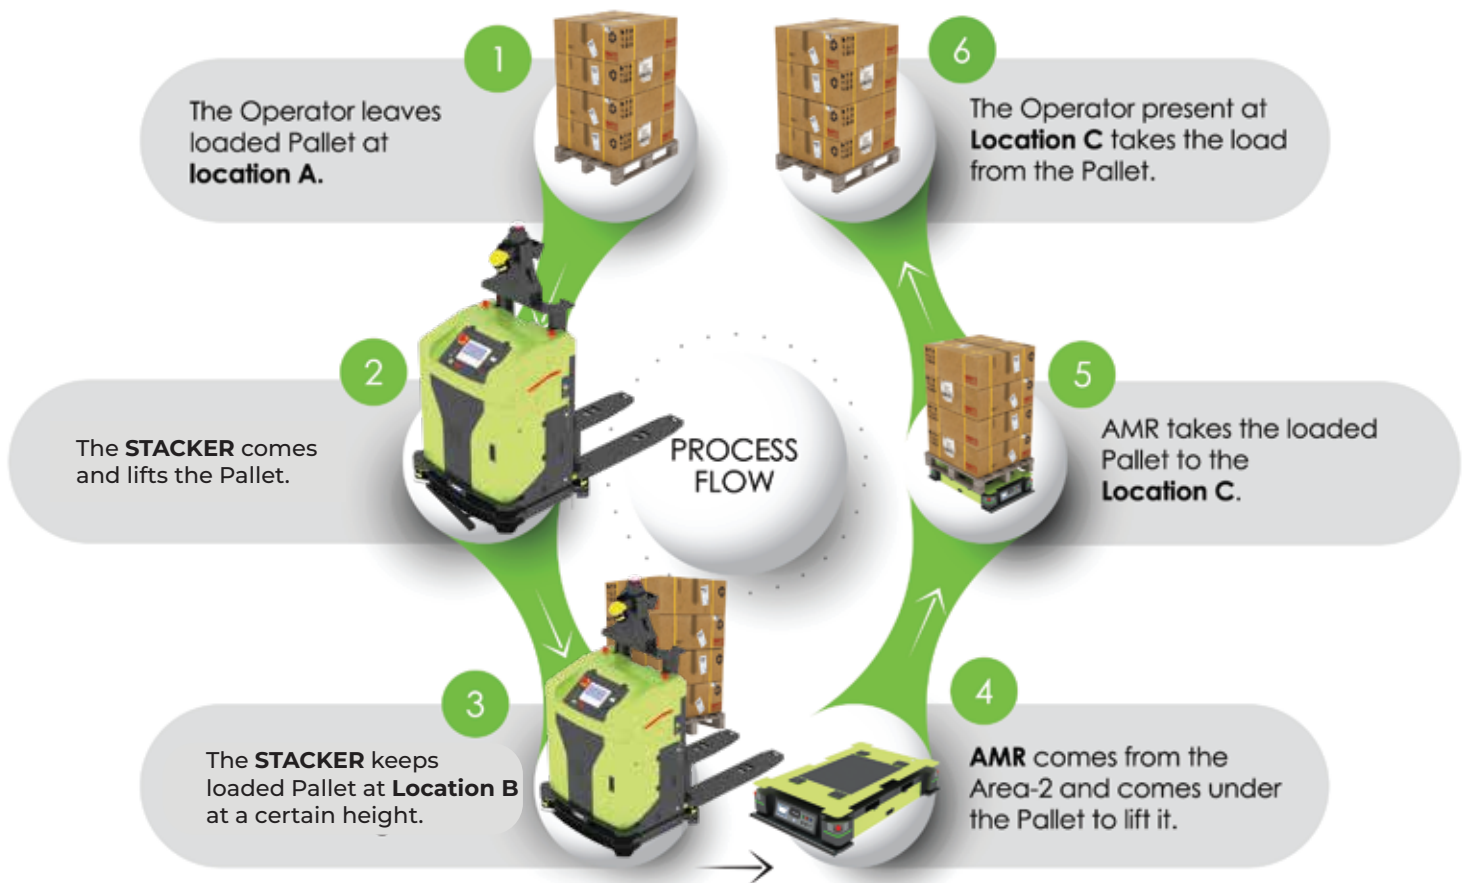 1
The Operator leaves
loaded Pallet at
location A.
2
The STACKER comes
and lifts the Pallet.
3
The STACKER keeps
loaded Pallet at Location B
at a certain height.
PROCESS
FLOW
4
AMR comes from the
Area-2 and comes under
the Pallet to lift it.
5
AMR takes the loaded
Pallet to the
Location C.
6
The Operator present at
Location C takes the load
from the Pallet.